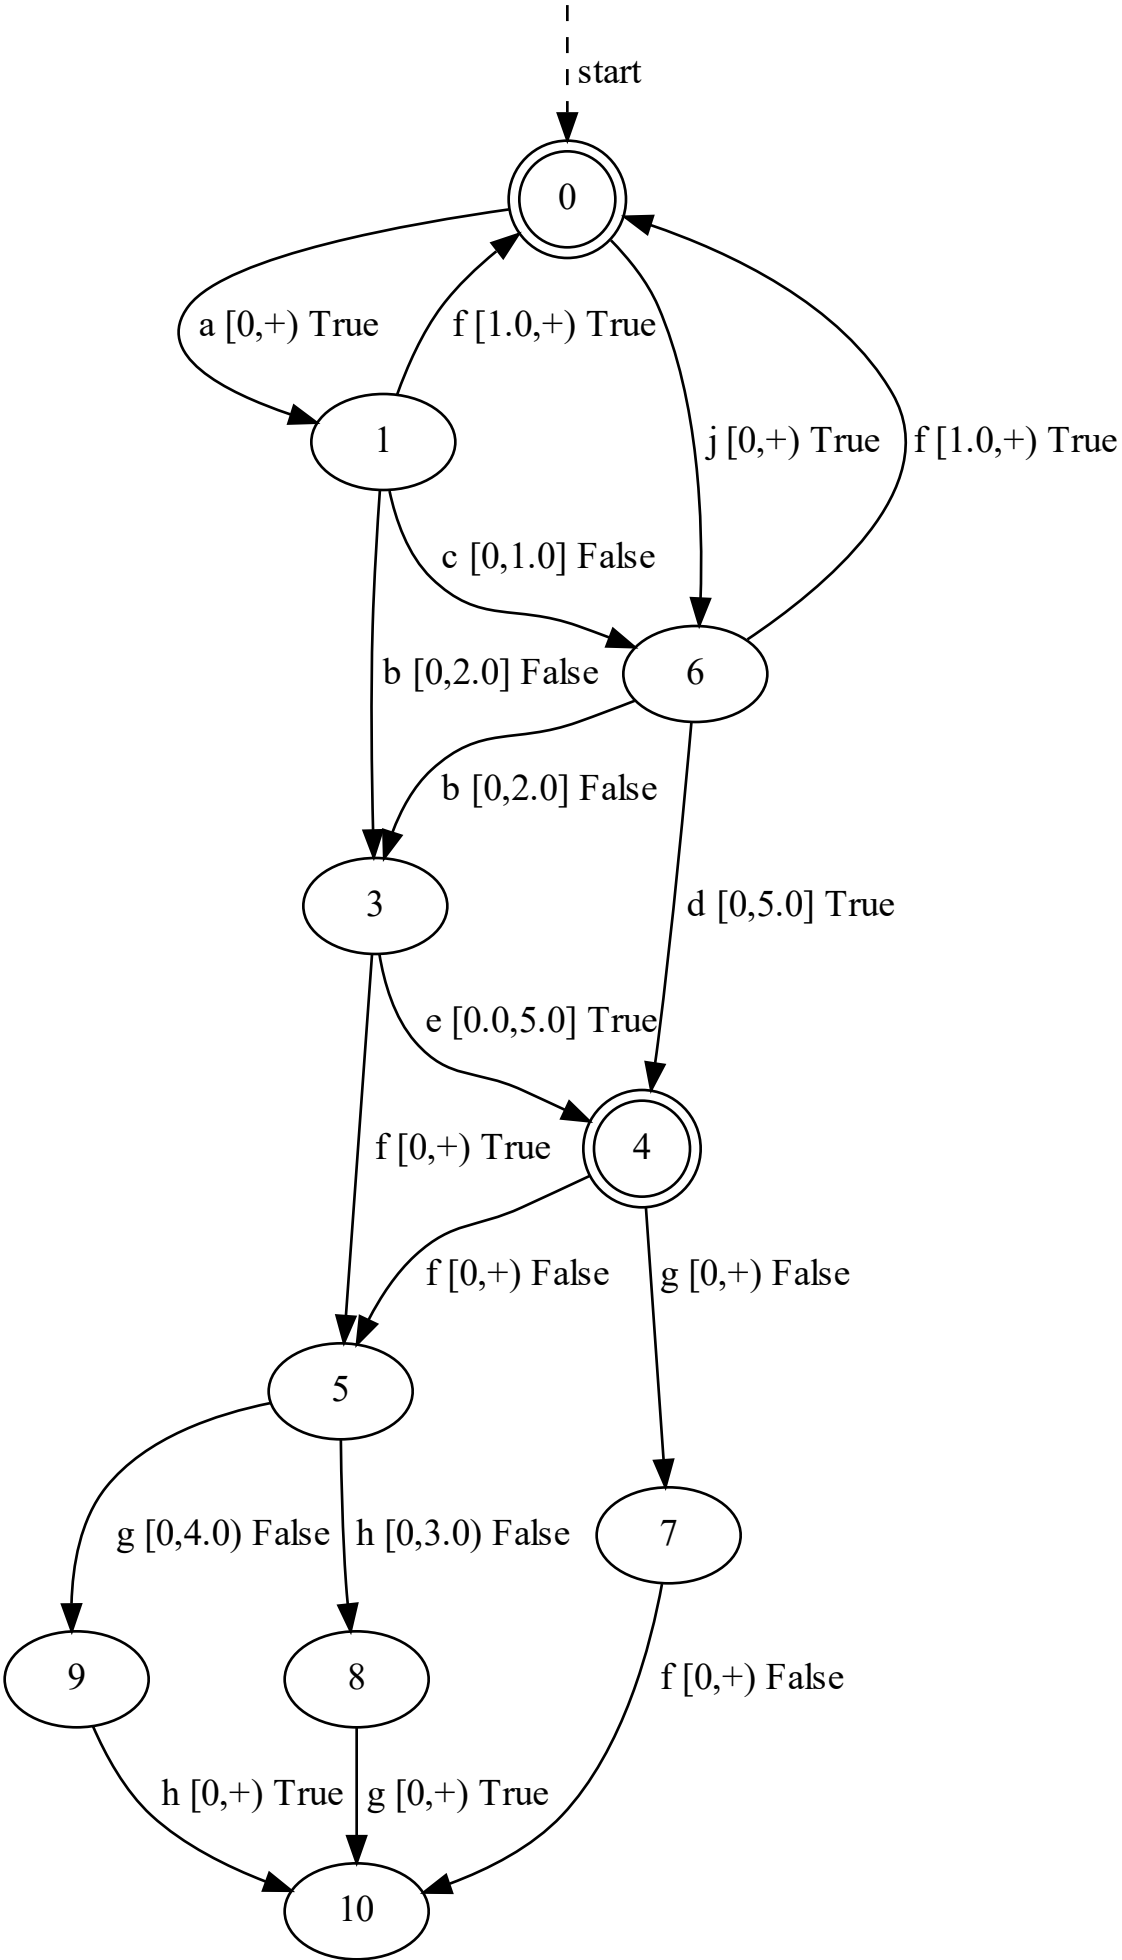 start
0
a [0,+) True
f [1.0,+) True
1
j [0,+) True
f [1.0,+) True
c [0,1.0] False
b [0,2.0] False
6
b [0,2.0] False
3
d [0,5.0] True
e [0.0,5.0] True
f [0,+) True
4
f [0,+) False
g [0,+) False
5
g [0,4.0) False
h [0,3.0) False
7
9
8
f [0,+) False
h [0,+) True
g [0,+) True
10